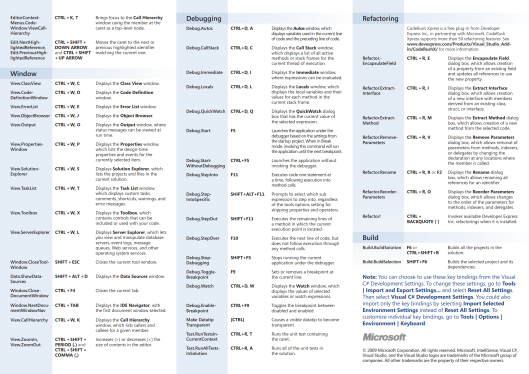 EditorContext-
Menus.Code-
Window.ViewCall-
Hierarchy
CTRL + K, T
Brings focus to the Call Hierarchy
window using the member at the
caret as a top-level node.
Edit.NextHigh-
lightedReference,
Edit.PreviousHigh-
lightedReference
CTRL + SHIFT +
DOWN ARROW
and CTRL + SHIFT
+ UP ARROW
Moves the caret to the next or
previous highlighted identifier
matching the current one.
Window
View.ClassView
CTRL + W, C
Displays the Class View window.
View.Code-
DefinitionWindow
CTRL + W, D
Displays the Code Definition
window.
View.ErrorList
CTRL + W, E
Displays the Error List window.
View.ObjectBrowser
CTRL + W, J
Displays the Object Browser.
View.Output
CTRL + W, O
Displays the Output window, where
status messages can be viewed at
run time.
View.Properties-
Window
CTRL + W, P
Displays the Properties window,
which lists the design-time
properties and events for the
currently selected item.
View.Solution-
Explorer
CTRL + W, S
Displays Solution Explorer, which
lists the projects and files in the
current solution.
View.TaskList
CTRL + W, T
Displays the Task List window,
which displays custom tasks,
comments, shortcuts, warnings, and
error messages.
View.Toolbox
CTRL + W, X
Displays the Toolbox, which
contains controls that can be
included or used with your code.
View.ServerExplorer
CTRL + W, L
Displays Server Explorer, which lets
you view and manipulate database
servers, event logs, message
queues, Web services, and other
operating system services.
Window.CloseTool-
Window
SHIFT + ESC
Closes the current tool window.
Data.ShowData-
Sources
SHIFT + ALT + D
Displays the Data Sources window.
Window.Close-
DocumentWindow
CTRL + F4
Closes the current tab.
Window.NextDocu-
mentWindowNav
CTRL + TAB
Displays the IDE Navigator, with
the first document window selected.
View.CallHierarchy
CTRL + W, K
Displays the Call Hierarchy
window, which lists callers and
callees for a given member.
View.ZoomIn,
View.ZoomOut
CTRL + SHIFT +
PERIOD (.) and
CTRL + SHIFT +
COMMA (,)
Increases (>) or decreases (<) the
size of contents in the editor.
Debugging
Debug.Autos
CTRL+D, A
Displays the Autos window, which
displays variables used in the current line
of code and the preceding line of code.
Debug.CallStack
CTRL+D, C
Displays the Call Stack window,
which displays a list of all active
methods or stack frames for the
current thread of execution.
Debug.Immediate
CTRL+D, I
Displays the Immediate window,
where expressions can be evaluated.
Debug.Locals
CTRL+D, L
Displays the Locals window, which
displays the local variables and their
values for each method in the
current stack frame.
Debug.QuickWatch
CTRL+D, Q
Displays the QuickWatch dialog
box that has the current value of
the selected expression.
Debug.Start
F5
Launches the application under the
debugger based on the settings from
the startup project. When in Break
mode, invoking this command will run
the application until the next breakpoint.
Debug.Start-
WithoutDebugging
CTRL+F5
Launches the application without
invoking the debugger.
Debug.StepInto
F11
Executes code one statement at
a time, following execution into
method calls.
Debug.Step-
IntoSpecific
SHIFT+ALT+F11
Prompts to select which sub
expression to step into, regardless
of the tools options setting for
skipping properties and operators.
Debug.StepOut
SHIFT+F11
Executes the remaining lines of
a method in which the current
execution point is located.
Debug.StepOver
F10
Executes the next line of code, but
does not follow execution through
any method calls.
Debug.Stop-
Debugging
SHIFT+F5
Stops running the current
application under the debugger.
Debug.Toggle-
Breakpoint
F9
Sets or removes a breakpoint at
the current line.
Debug.Watch
CTRL+D, W
Displays the Watch window, which
displays the values of selected
variables or watch expressions.
Debug.Enable-
Breakpoint
CTRL+F9
Toggles the breakpoint between
disabled and enabled.
Make Datatip
Transparent
[CTRL]
Causes a visible datatip to become
transparent.
Test.RunTestsIn-
CurrentContext
CTRL+R, T
Runs the unit test containing
the caret.
Test.RunAllTests-
InSolution
CTRL+R, A
Runs all of the unit tests in
the solution.
Refactoring
CodeRush Xpress is a free plug-in from Developer
Express Inc. in partnership with Microsoft. CodeRush
Xpress supports more than 50 refactoring features. See
www.devexpress.com/Products/Visual_Studio_Add-
in/CodeRushX/ for more information.
Refactor.-
EncapsulateField
CTRL + R, E
Displays the Encapsulate Field
dialog box, which allows creation
of a property from an existing field
and updates all references to use
the new property.
Refactor.Extract-
Interface
CTRL + R, I
Displays the Extract Interface
dialog box, which allows creation
of a new interface with members
derived from an existing class,
struct, or interface.
Refactor.Extract-
Method
CTRL + R, M
Displays the Extract Method dialog
box, which allows creation of a new
method from the selected code.
Refactor.Remove-
Parameters
CTRL + R, V
Displays the Remove Parameters
dialog box, which allows removal of
parameters from methods, indexers,
or delegates by changing the
declaration at any locations where
the member is called.
Refactor.Rename
CTRL + R, R or F2
Displays the Rename dialog
box, which allows renaming all
references for an identifier.
Refactor.Reorder-
Parameters
CTRL + R, O
Displays the Reorder Parameters
dialog box, which allows changes
to the order of the parameters for
methods, indexers, and delegates.
Refactor!
CTRL +
BACKQUOTE (\`)
Invokes available Developer Express
Inc. refactorings when it is installed.
Build
Build.BuildSolution
F6 or
CTRL+SHIFT+B
Builds all the projects in the
solution.
Build.BuildSelection
SHIFT+F6
Builds the selected project and its
dependencies.
Note: You can choose to use these key bindings from the Visual
C# Development Settings. To change these settings, go to Tools
| Import and Export Settings... and select Reset All Settings.
Then select Visual C# Development Settings. You could also
import only the key bindings by selecting Import Selected
Environment Settings instead of Reset All Settings. To
customize individual key bindings, go to Tools | Options |
Environment | Keyboard.
Microsoft
© 2009 Microsoft Corporation. All rights reserved. Microsoft, IntelliSense, Visual C#,
Visual Studio, and the Visual Studio logos are trademarks of the Microsoft group of
companies. All other trademarks are the property of their respective owners.